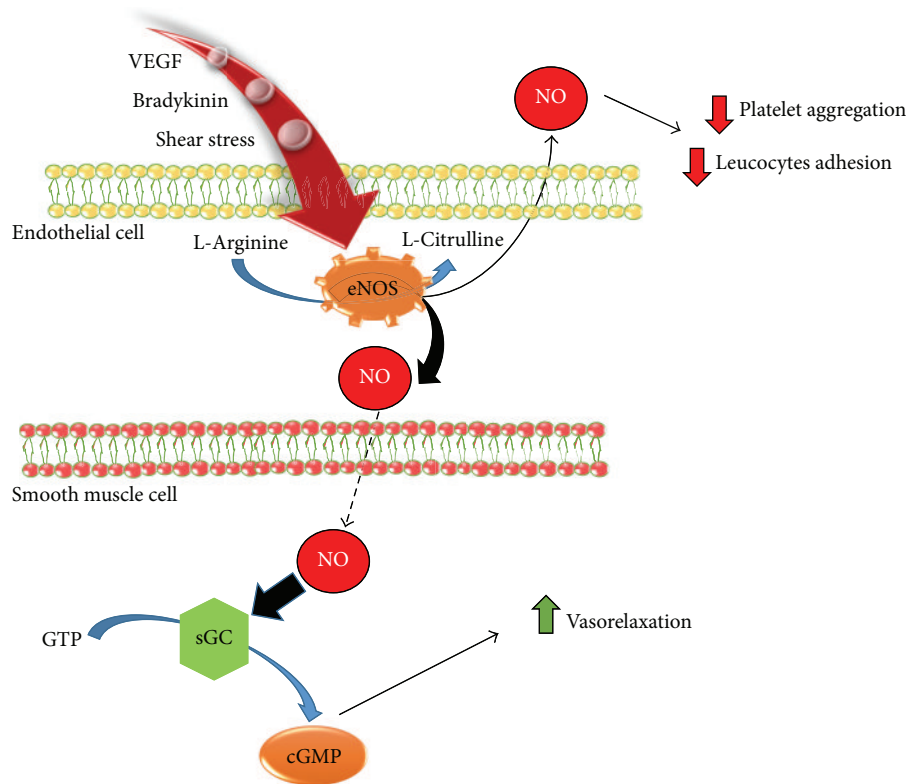 VEGF
Bradykinin
Shear stress
NO
Platelet aggregation
Leucocytes adhesion
Endothelial cell
L-Arginine
L-Citrulline
eNOS
NO
Smooth muscle cell
NO
GTP
sGC
Vasorelaxation
cGMP